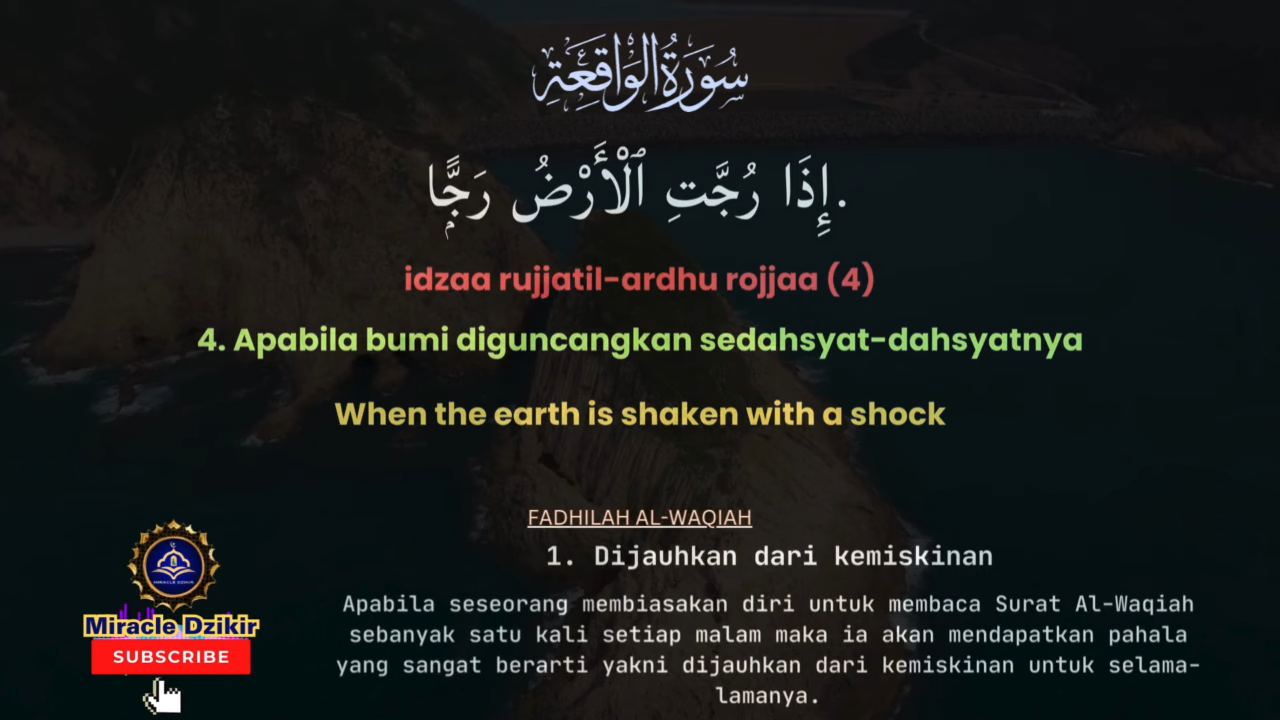 سُورَةُ الْوَاقِعَةِ
إِذَا رُجَّتِ ٱلْأَرْضُ رَجًّۭا.
idzaa rujjatil-ardhu rojjaa (4)
4. Apabila bumi diguncangkan sedahsyat-dahsyatnya
When the earth is shaken with a shock
FADHILAH AL-WAQIAH
1. Dijauhkan dari kemiskinan
Apabila seseorang membiasakan diri untuk membaca Surat Al-Waqiah
sebanyak satu kali setiap malam maka ia akan mendapatkan pahala
yang sangat berarti yakni dijauhkan dari kemiskinan untuk selama-
lamanya.
MIRACLE DZIKIR
Miracle Dzikir
SUBSCRIBE